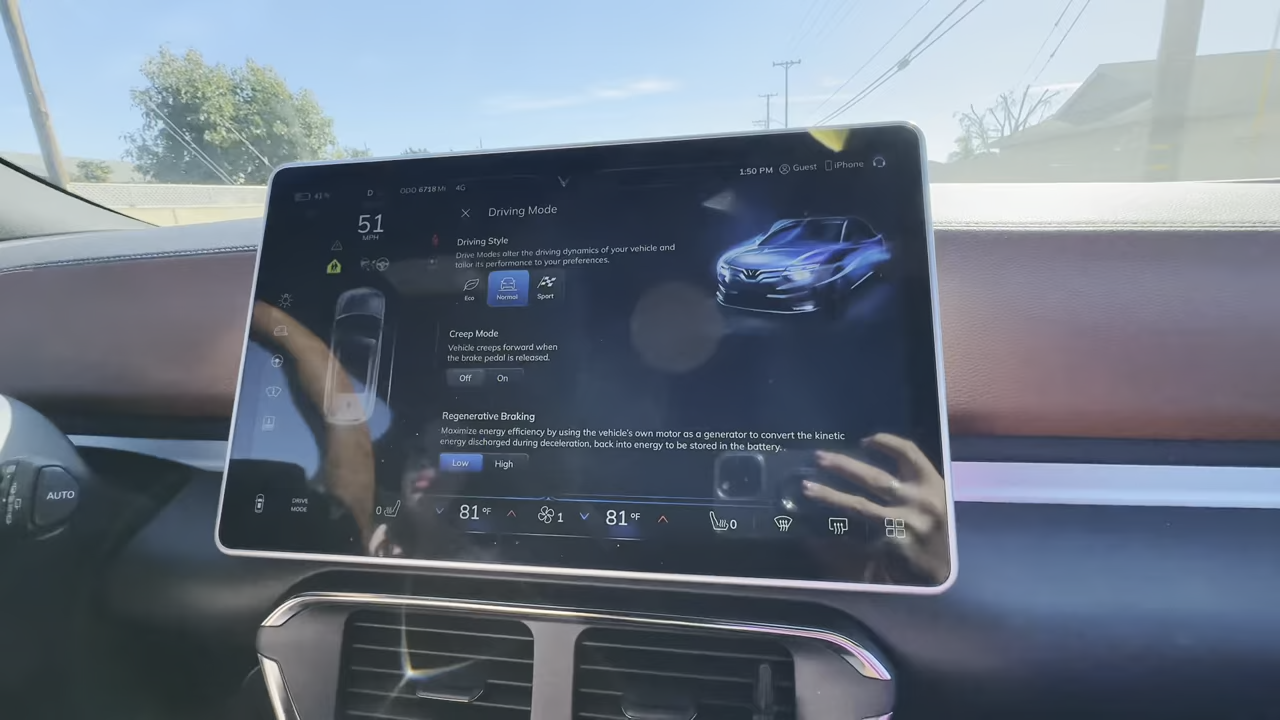 41% D ODO 6718 Mi 4G
1:50 PM Guest iPhone
51
MPH
Driving Mode
Driving Style
Drive Modes alter the driving dynamics of your vehicle and
tailor its performance to your preferences.
Eco Normal Sport
Creep Mode
Vehicle creeps forward when
the brake pedal is released.
Off On
Regenerative Braking
Maximize energy efficiency by using the vehicle's own motor as a generator to convert the kinetic
energy discharged during deceleration, back into energy to be stored in the battery.
Low High
DRIVE
MODE
0 81°F 1 81°F 0
AUTO